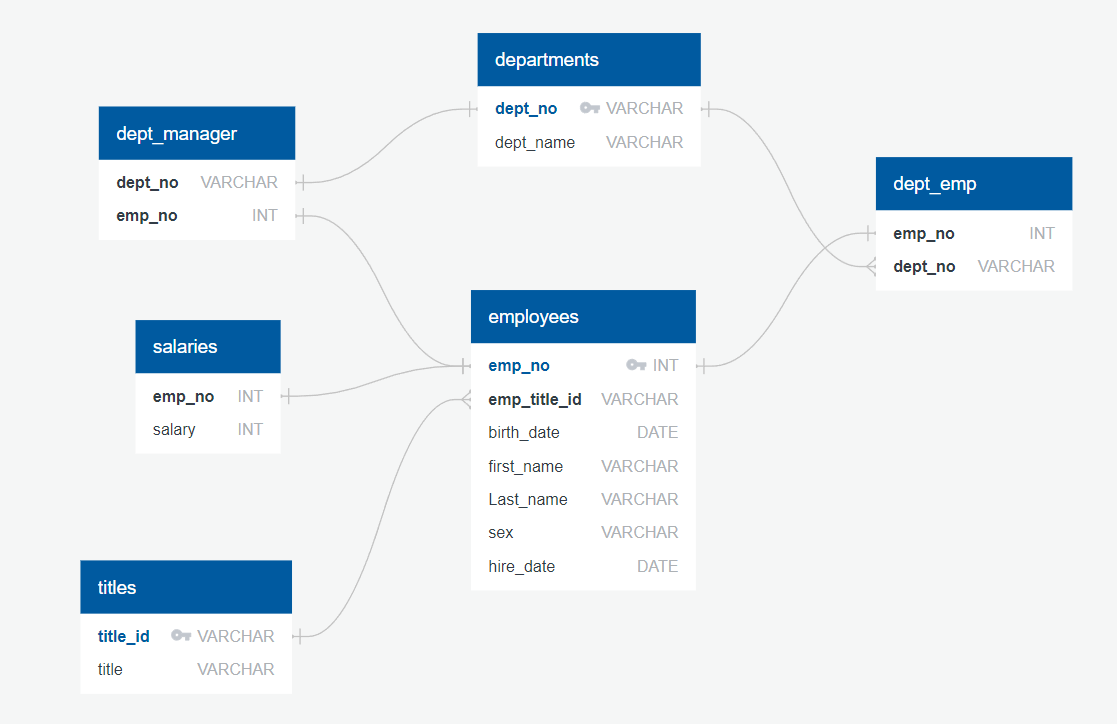 departments
dept_no VARCHAR
dept_name VARCHAR
dept_manager
dept_no VARCHAR
emp_no INT
dept_emp
emp_no INT
dept_no VARCHAR
employees
emp_no INT
emp_title_id VARCHAR
birth_date DATE
first_name VARCHAR
Last_name VARCHAR
sex VARCHAR
hire_date DATE
salaries
emp_no INT
salary INT
titles
title_id VARCHAR
title VARCHAR